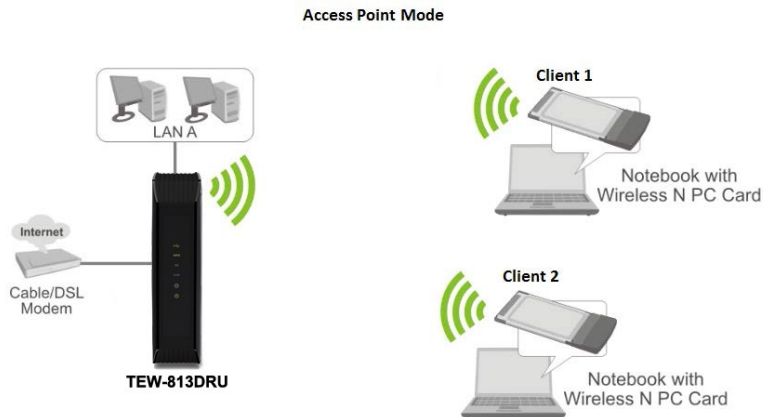 Access Point Mode
LAN A
Internet
Cable/DSL
Modem
TEW-813DRU
Client 1
Notebook with
Wireless N PC Card
Client 2
Notebook with
Wireless N PC Card